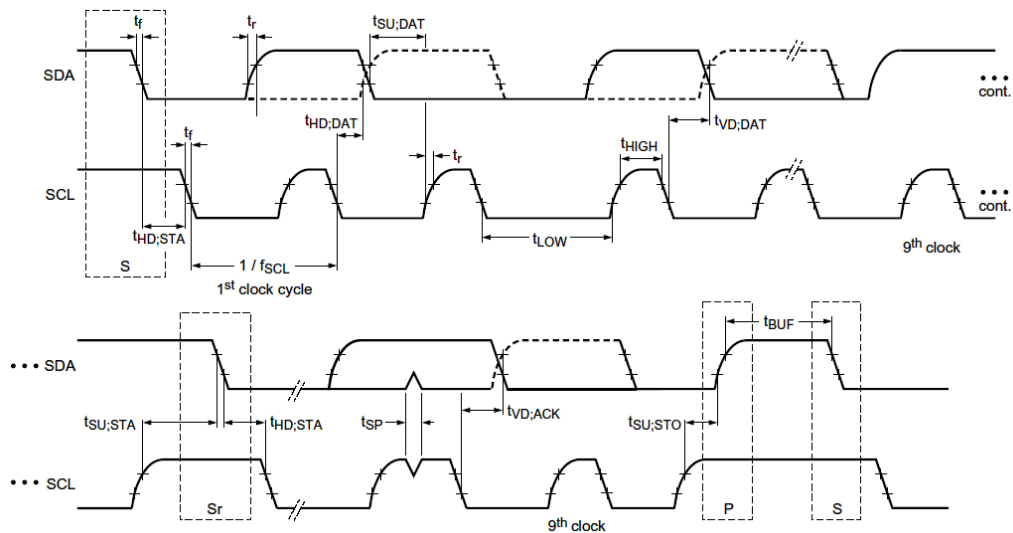 tf tr tSU;DAT
SDA
••• cont.
tHD;DAT tVD;DAT
tf tr tHIGH
SCL
••• cont.
tHD;STA tLOW 9th clock
S 1 / fSCL
1st clock cycle
tBUF
••• SDA
tSU;STA tHD;STA tSP tVD;ACK tSU;STO
••• SCL
Sr P S
9th clock